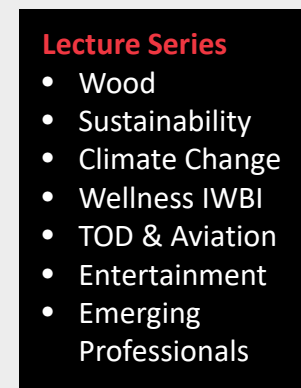 Lecture Series
• Wood
• Sustainability
• Climate Change
• Wellness IWBI
• TOD & Aviation
• Entertainment
• Emerging
Professionals